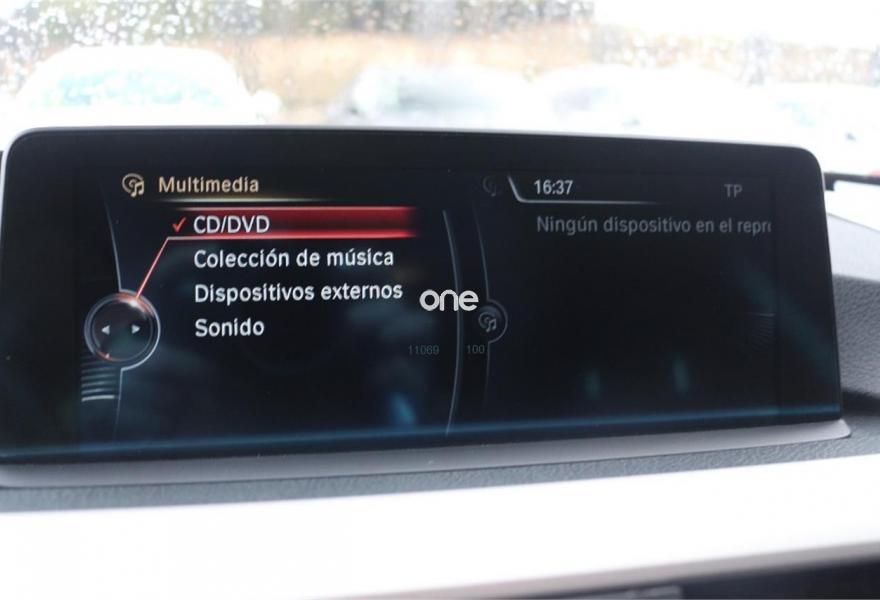 Multimedia
CD/DVD
Colección de música
Dispositivos externos
Sonido
16:37
TP
Ningún dispositivo en el repr
one
11069 100